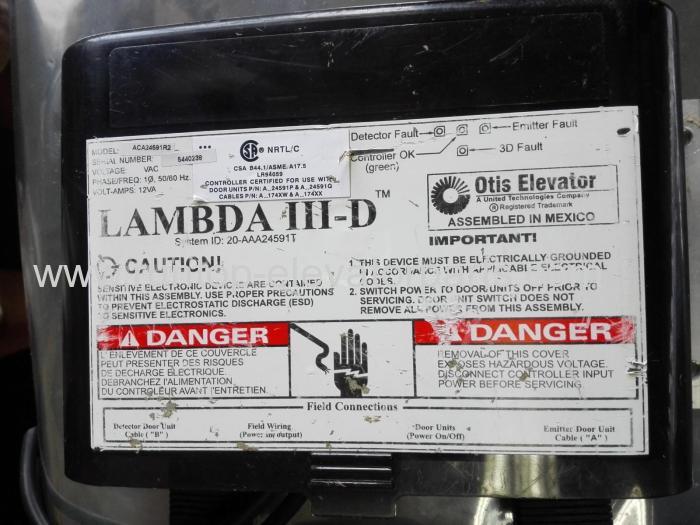 MODEL: ACA24591R2 ***
SERIAL NUMBER: 5440238
VOLTAGE: VAC
PHASE/FREQ: 1Ø, 50/60 Hz.
VOLT-AMPS: 12VA
CSA NRTL/C
CSA B44.1/ASME-A17.5
LR94059
CONTROLLER CERTIFIED FOR USE WITH
DOOR UNITS P/N: A_24591P & A_24591Q
CABLES P/N: A_174XW & A_174XX
Detector Fault
Emitter Fault
Controller OK
(green)
3D Fault
Otis Elevator
A United Technologies Company
® Registered Trademark
ASSEMBLED IN MEXICO
LAMBDA III-D™
System ID: 20-AAA24591T
CAUTION!
SENSITIVE ELECTRONIC DEVICES ARE CONTAINED
WITHIN THIS ASSEMBLY. USE PROPER PRECAUTIONS
TO PREVENT ELECTROSTATIC DISCHARGE (ESD)
TO SENSITIVE ELECTRONICS.
IMPORTANT!
1. THIS DEVICE MUST BE ELECTRICALLY GROUNDED
IN ACCORDANCE WITH APPLICABLE ELECTRICAL
2. SWITCH POWER TO DOOR UNITS OFF PRIOR TO
SERVICING. DOOR UNIT SWITCH DOES NOT
REMOVE ALL POWER FROM THIS ASSEMBLY.
DANGER
L'ENLEVEMENT DE CE COUVERCLE
PEUT PRESENTER DES RISQUES
DE DECHARGE ELECTRIQUE.
DEBRANCHEZ L'ALIMENTATION
DU CONTROLEUR AVANT L'ENTRETIEN.
DANGER
REMOVAL OF THIS COVER
EXPOSES HAZARDOUS VOLTAGE.
DISCONNECT CONTROLLER INPUT
POWER BEFORE SERVICING.
Field Connections
Detector Door Unit
Cable ( "B" )
Field Wiring
(Power in/output)
Door Units
(Power On/Off)
Emitter Door Unit
Cable ( "A" )